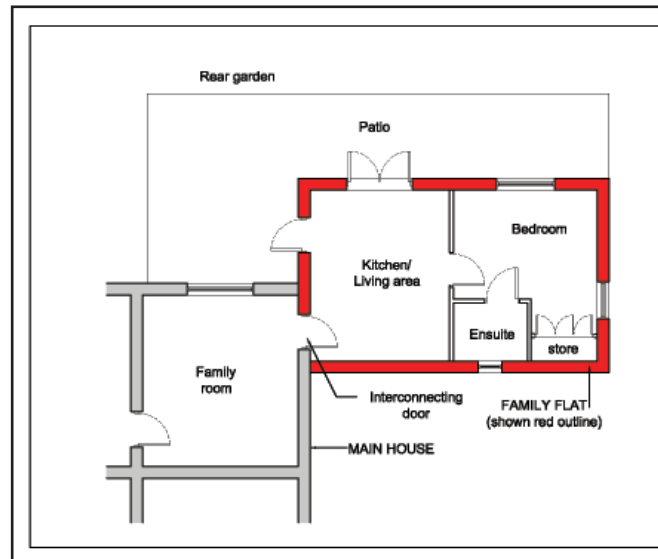 Rear garden
Patio
Bedroom
Kitchen/
Living area
Ensuite
store
Family
room
Interconnecting
door
FAMILY FLAT
(shown red outline)
MAIN HOUSE